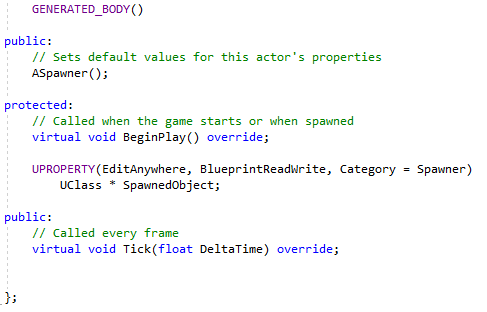 GENERATED_BODY()
public:
// Sets default values for this actor's properties
ASpawner();
protected:
// Called when the game starts or when spawned
virtual void BeginPlay() override;
UPROPERTY(EditAnywhere, BlueprintReadWrite, Category = Spawner)
UClass * SpawnedObject;
public:
// Called every frame
virtual void Tick(float DeltaTime) override;
};